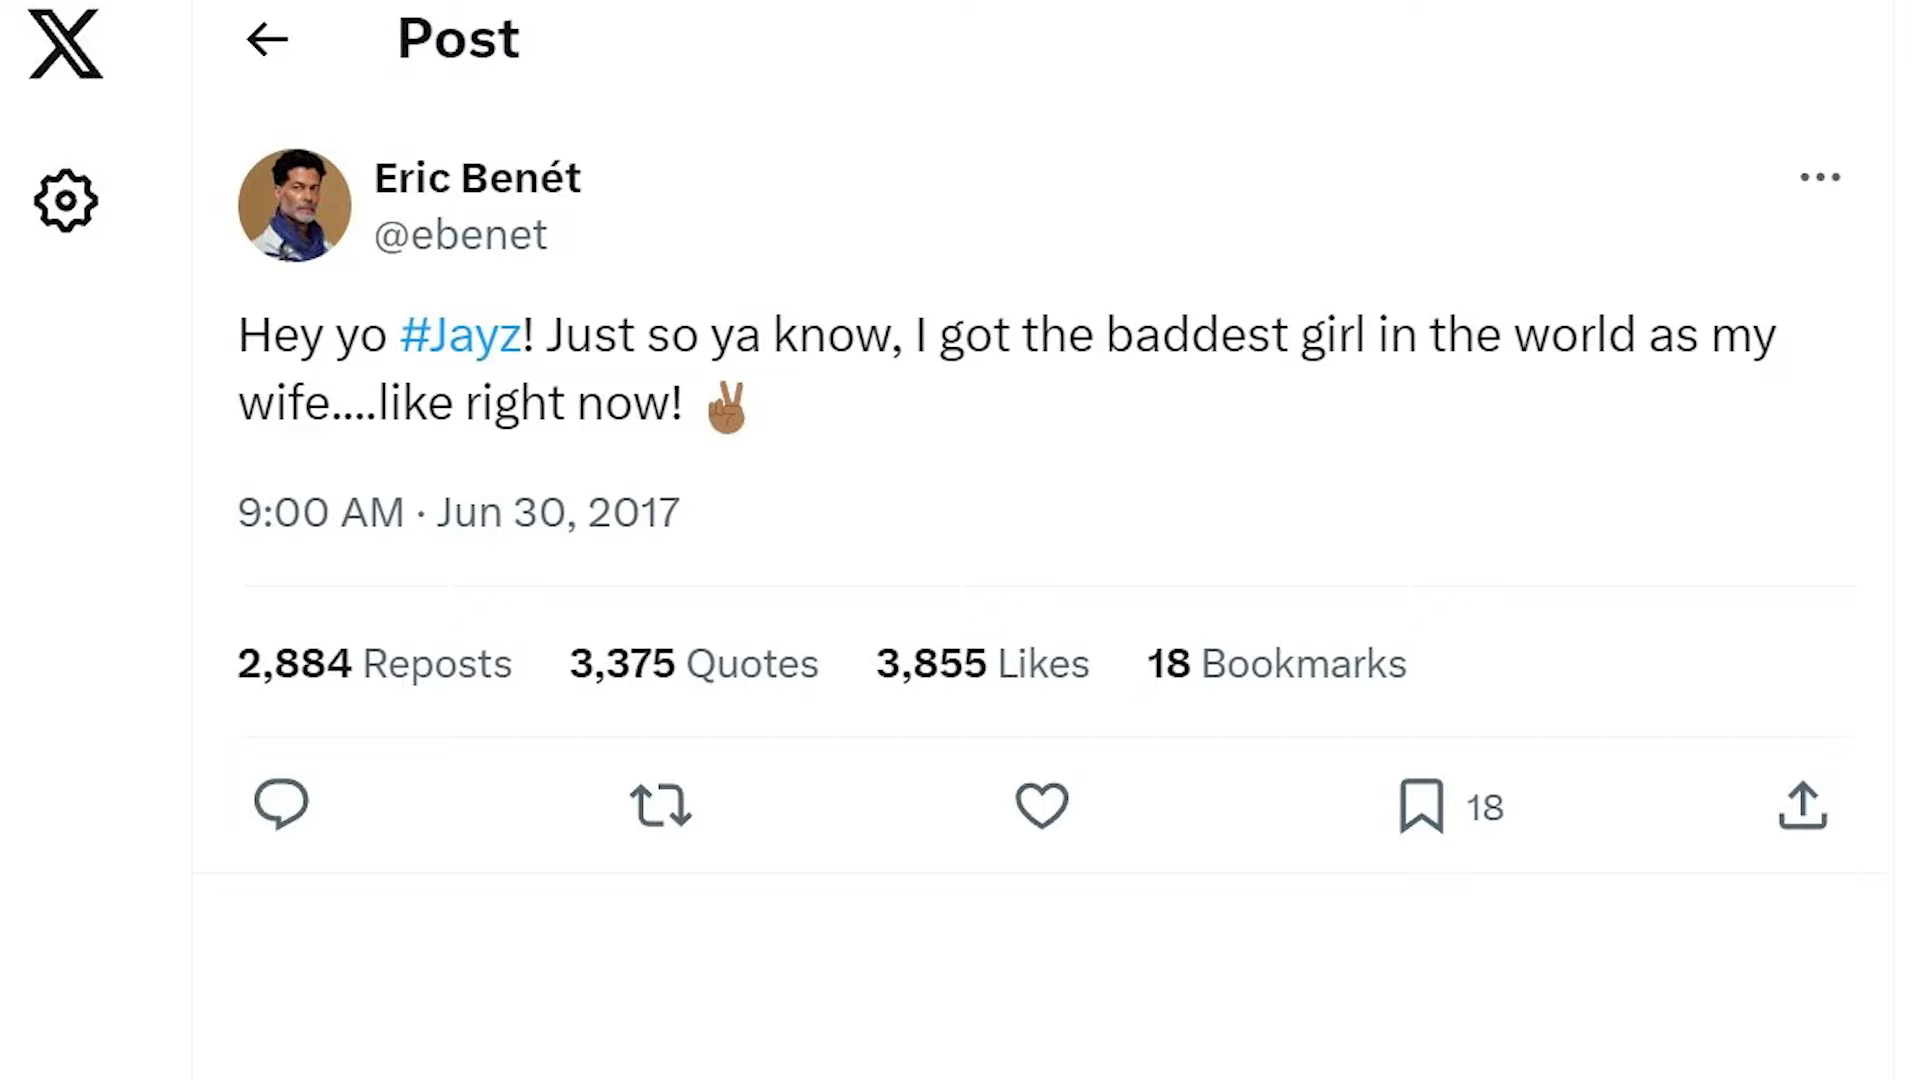 Post
Eric Benét
@ebenet
Hey yo #Jayz! Just so ya know, I got the baddest girl in the world as my
wife....like right now! ✌🏾
9:00 AM · Jun 30, 2017
2,884 Reposts 3,375 Quotes 3,855 Likes 18 Bookmarks
18